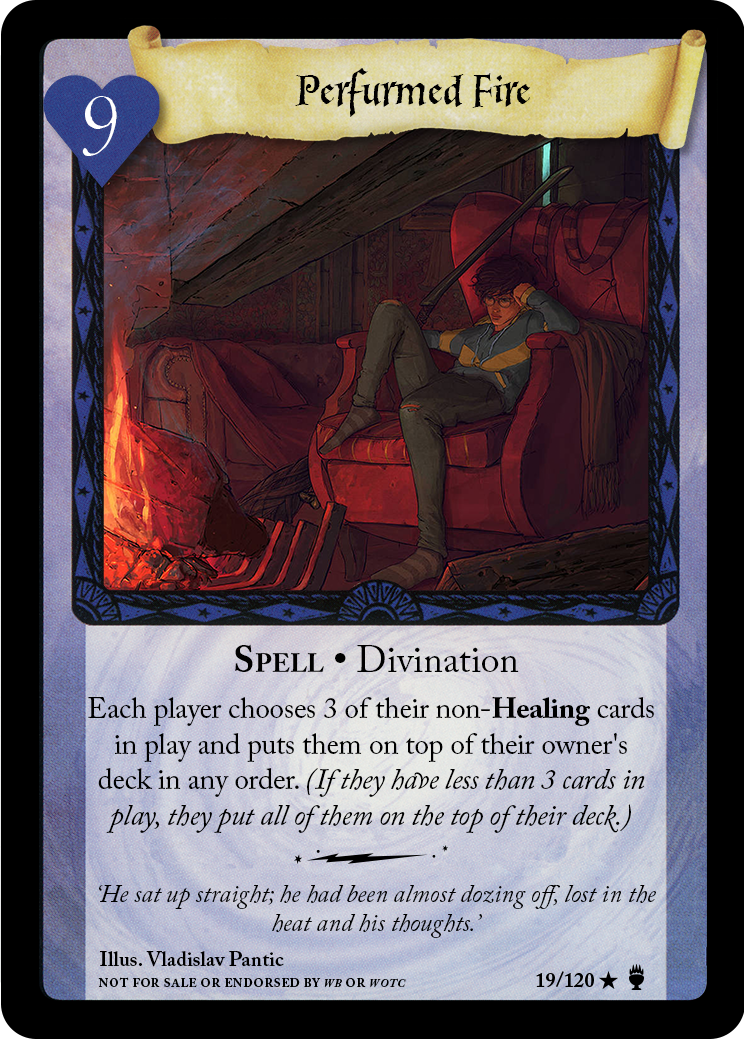 Perfurmed Fire
9
Spell • Divination
Each player chooses 3 of their non-Healing cards
in play and puts them on top of their owner's
deck in any order. (If they have less than 3 cards in
play, they put all of them on the top of their deck.)
‘He sat up straight; he had been almost dozing off, lost in the
heat and his thoughts.’
Illus. Vladislav Pantic
NOT FOR SALE OR ENDORSED BY WB OR WOTC
19/120 ★